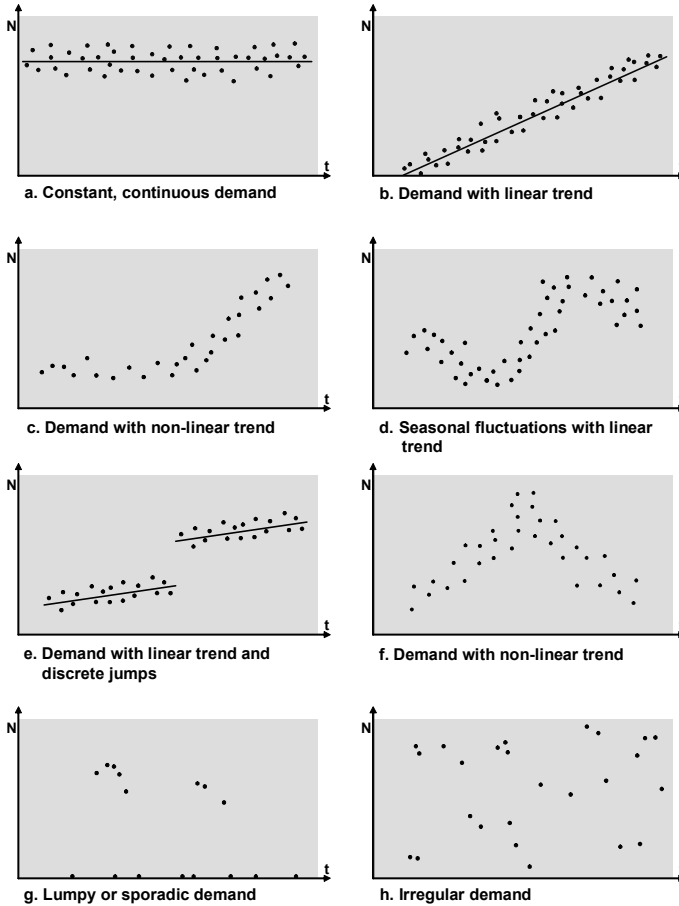 N
N
t
a. Constant, continuous demand
b. Demand with linear trend
N
N
t
c. Demand with non-linear trend
d. Seasonal fluctuations with linear
trend
N
N
t
e. Demand with linear trend and
discrete jumps
f. Demand with non-linear trend
N
N
t
g. Lumpy or sporadic demand
h. Irregular demand